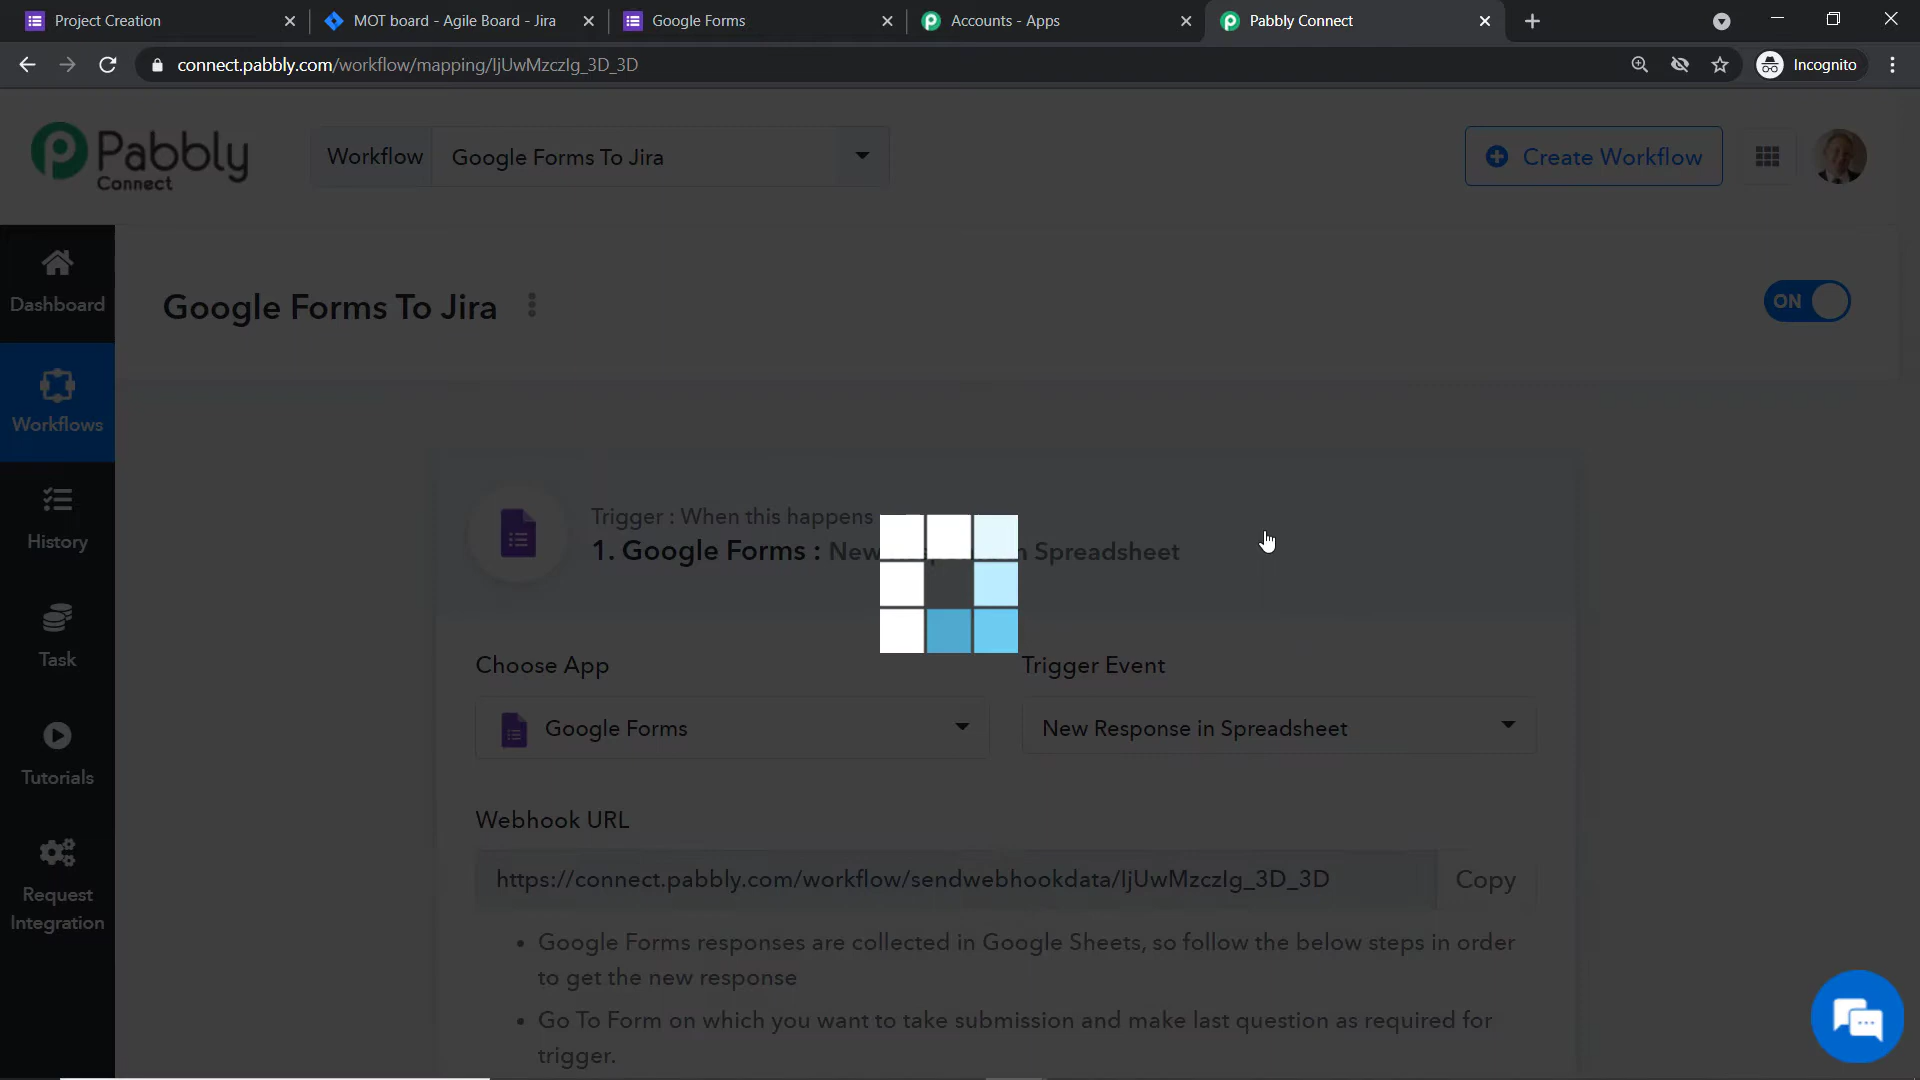 Project Creation
MOT board - Agile Board - Jira
Google Forms
Accounts - Apps
Pabbly Connect
connect.pabbly.com/workflow/mapping/IjUwMzczIg_3D_3D
Incognito
Pabbly
Connect
Workflow
Google Forms To Jira
Create Workflow
Dashboard
Google Forms To Jira
ON
Workflows
History
Task
Tutorials
Request
Integration
Trigger : When this happens
1. Google Forms : New n Spreadsheet
Choose App
Trigger Event
Google Forms
New Response in Spreadsheet
Webhook URL
https://connect.pabbly.com/workflow/sendwebhookdata/IjUwMzczIg_3D_3D
Copy
• Google Forms responses are collected in Google Sheets, so follow the below steps in order
to get the new response
• Go To Form on which you want to take submission and make last question as required for
trigger.